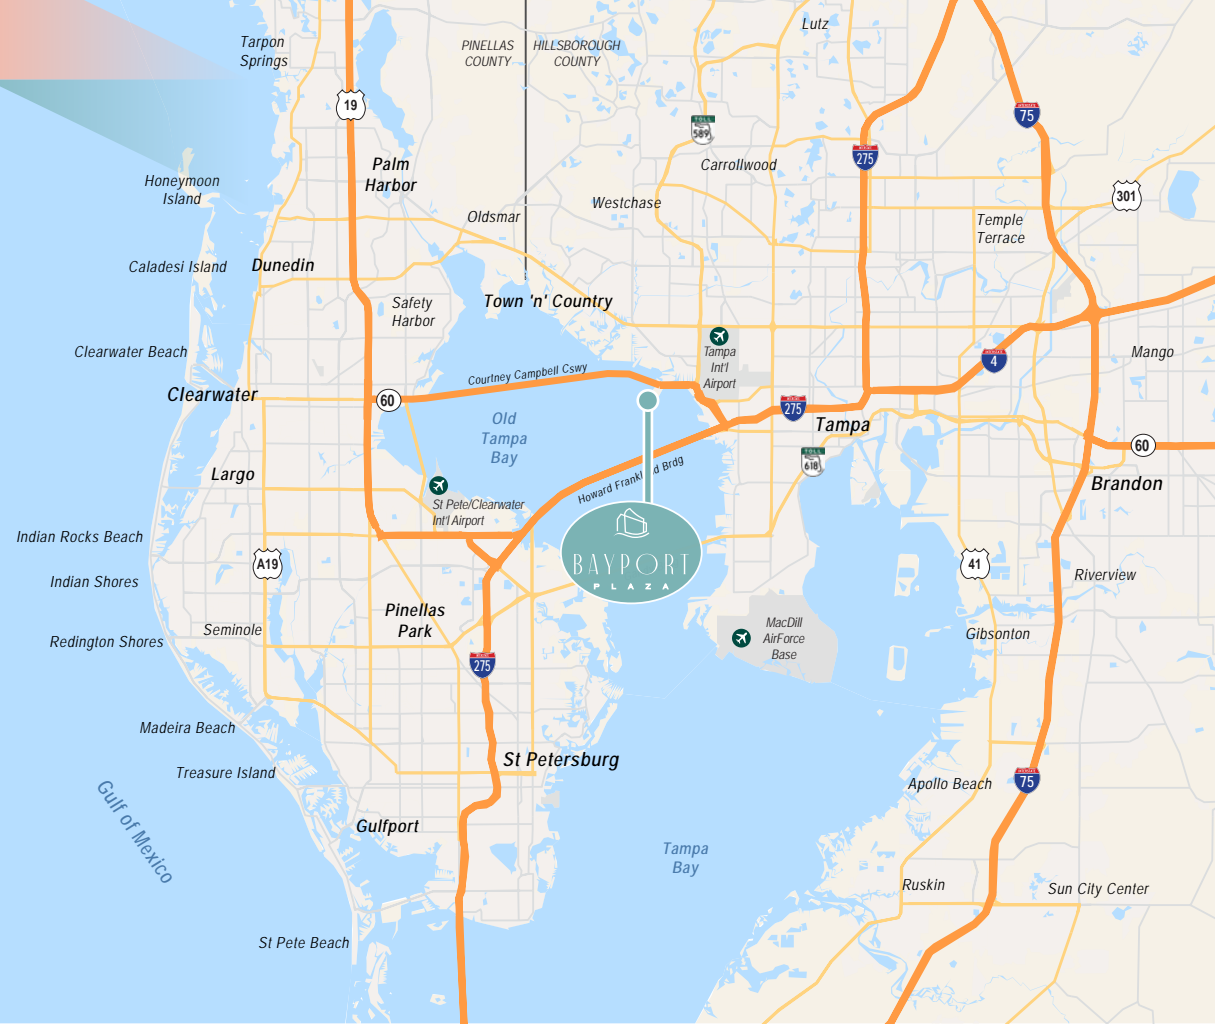 Lutz
Tarpon
Springs
PINELLAS
COUNTY
HILLSBOROUGH
COUNTY
19
TOLL
589
75
275
Palm
Harbor
Carrollwood
Honeymoon
Island
301
Westchase
Oldsmar
Temple
Terrace
Caladesi Island
Dunedin
Safety
Harbor
Town 'n' Country
Clearwater Beach
Tampa
Int'l
Airport
4
Mango
Courtney Campbell Cswy
Clearwater
60
275
Old
Tampa
Bay
Tampa
60
Largo
TOLL
618
Howard Frankl d Brdg
Brandon
St Pete/Clearwater
Int'l Airport
Indian Rocks Beach
A19
BAYPORT
PLAZA
41
Indian Shores
Riverview
Pinellas
Park
Seminole
MacDill
AirForce
Base
Gibsonton
Redington Shores
275
Madeira Beach
St Petersburg
Treasure Island
75
Apollo Beach
Gulf of Mexico
Gulfport
Tampa
Bay
Ruskin
Sun City Center
St Pete Beach